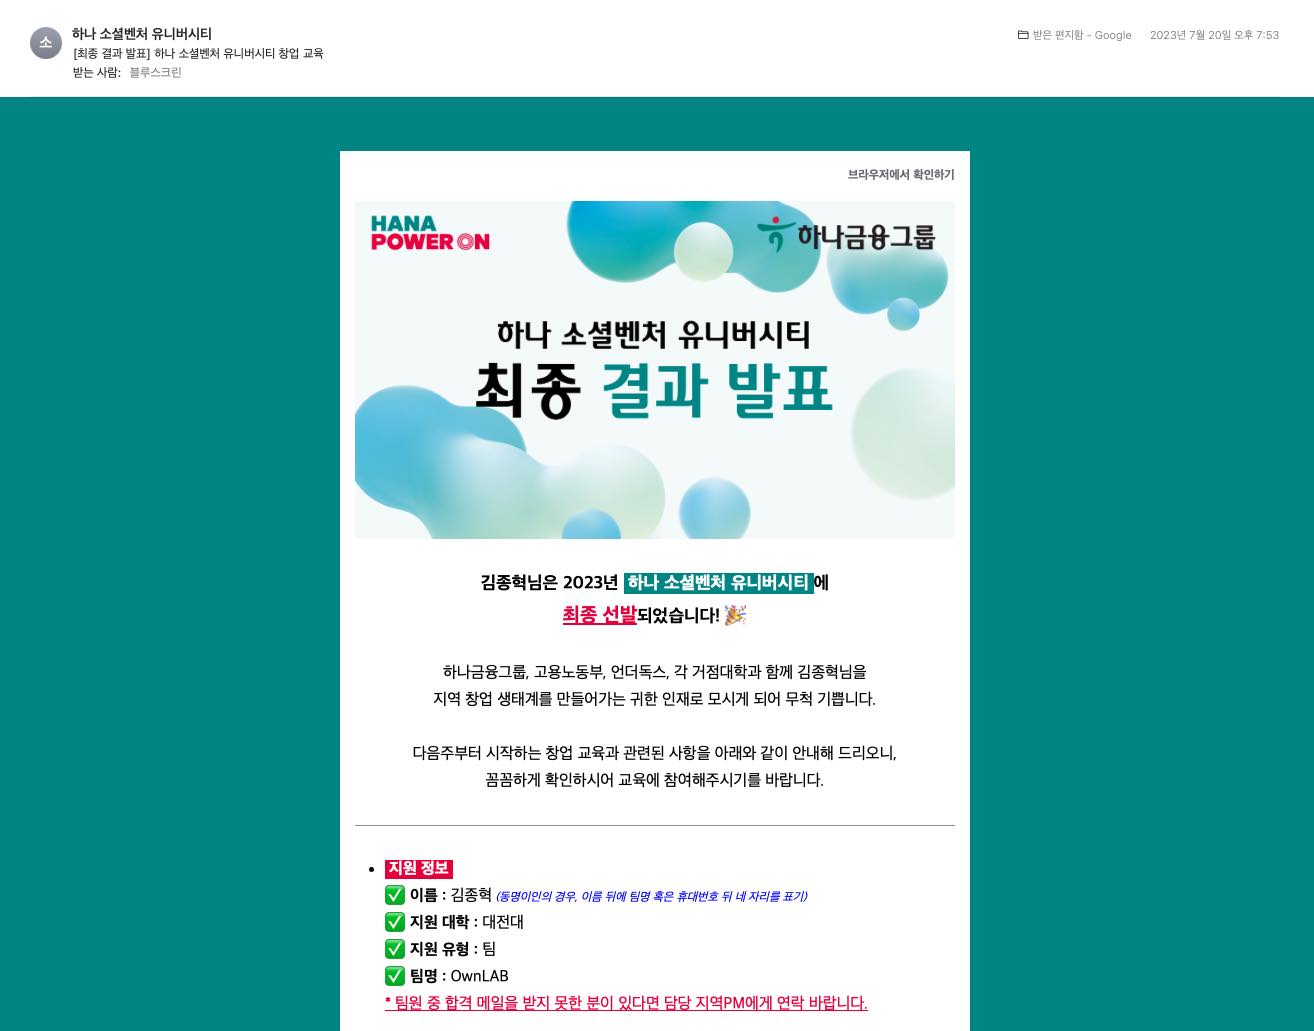 소
하나 소셜벤처 유니버시티
받은 편지함 - Google 2023년 7월 20일 오후 7:53
[최종 결과 발표] 하나 소셜벤처 유니버시티 창업 교육
받는 사람: 블루스크린
브라우저에서 확인하기
HANA
POWER ON
하나금융그룹
하나 소셜벤처 유니버시티
최종 결과 발표
김종혁님은 2023년 하나 소셜벤처 유니버시티에
최종 선발되었습니다! 🎉
하나금융그룹, 고용노동부, 언더독스, 각 거점대학과 함께 김종혁님을
지역 창업 생태계를 만들어가는 귀한 인재로 모시게 되어 무척 기쁩니다.
다음주부터 시작하는 창업 교육과 관련된 사항을 아래와 같이 안내해 드리오니,
꼼꼼하게 확인하시어 교육에 참여해주시기를 바랍니다.
• 지원 정보
✅ 이름 : 김종혁 (동명이인의 경우, 이름 뒤에 팀명 혹은 휴대번호 뒤 네 자리를 표기)
✅ 지원 대학 : 대전대
✅ 지원 유형 : 팀
✅ 팀명 : OwnLAB
* 팀원 중 합격 메일을 받지 못한 분이 있다면 담당 지역PM에게 연락 바랍니다.